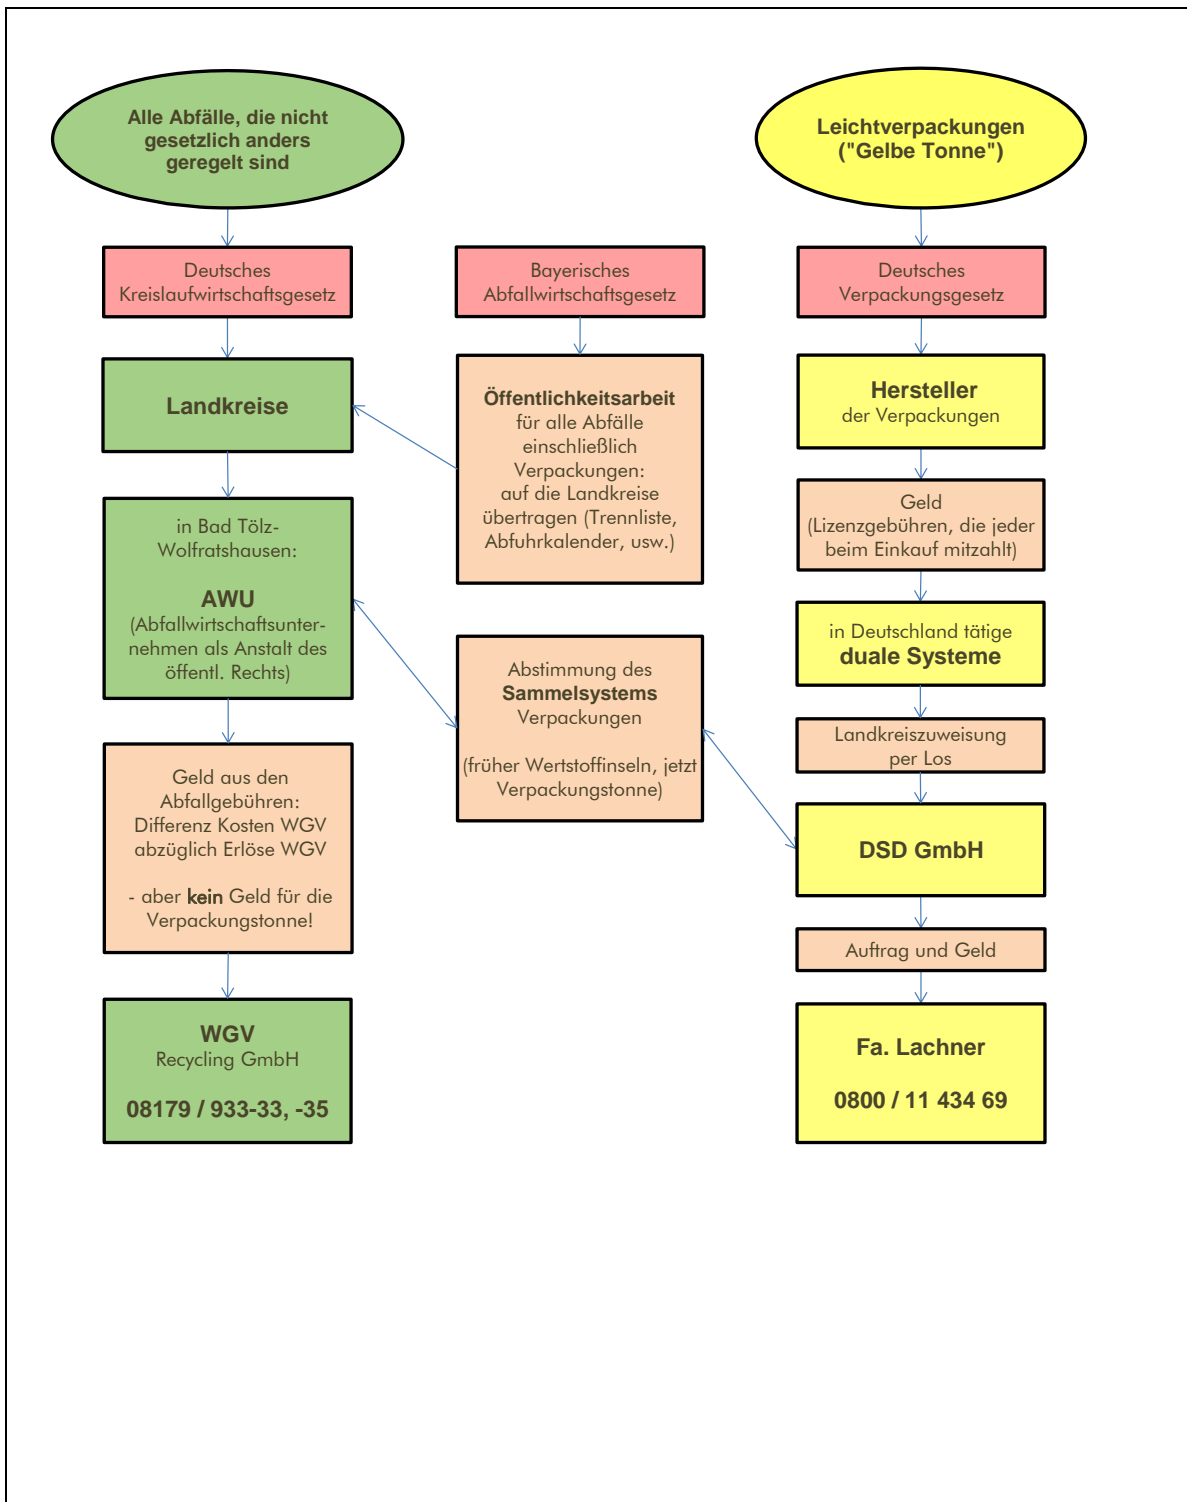 Alle Abfälle, die nicht
gesetzlich anders
geregelt sind
Deutsches
Kreislaufwirtschaftsgesetz
Landkreise
in Bad Tölz-
Wolfratshausen:
AWU
(Abfallwirtschaftsunter-
nehmen als Anstalt des
öffentl. Rechts)
Geld aus den
Abfallgebühren:
Differenz Kosten WGV
abzüglich Erlöse WGV
- aber kein Geld für die
Verpackungstonne!
WGV
Recycling GmbH
08179 / 933-33, -35
Bayerisches
Abfallwirtschaftsgesetz
Öffentlichkeitsarbeit
für alle Abfälle
einschließlich
Verpackungen:
auf die Landkreise
übertragen (Trennliste,
Abfuhrkalender, usw.)
Abstimmung des
Sammelsystems
Verpackungen
(früher Wertstoffinseln, jetzt
Verpackungstonne)
Leichtverpackungen
("Gelbe Tonne")
Deutsches
Verpackungsgesetz
Hersteller
der Verpackungen
Geld
(Lizenzgebühren, die jeder
beim Einkauf mitzahlt)
in Deutschland tätige
duale Systeme
Landkreiszuweisung
per Los
DSD GmbH
Auftrag und Geld
Fa. Lachner
0800 / 11 434 69